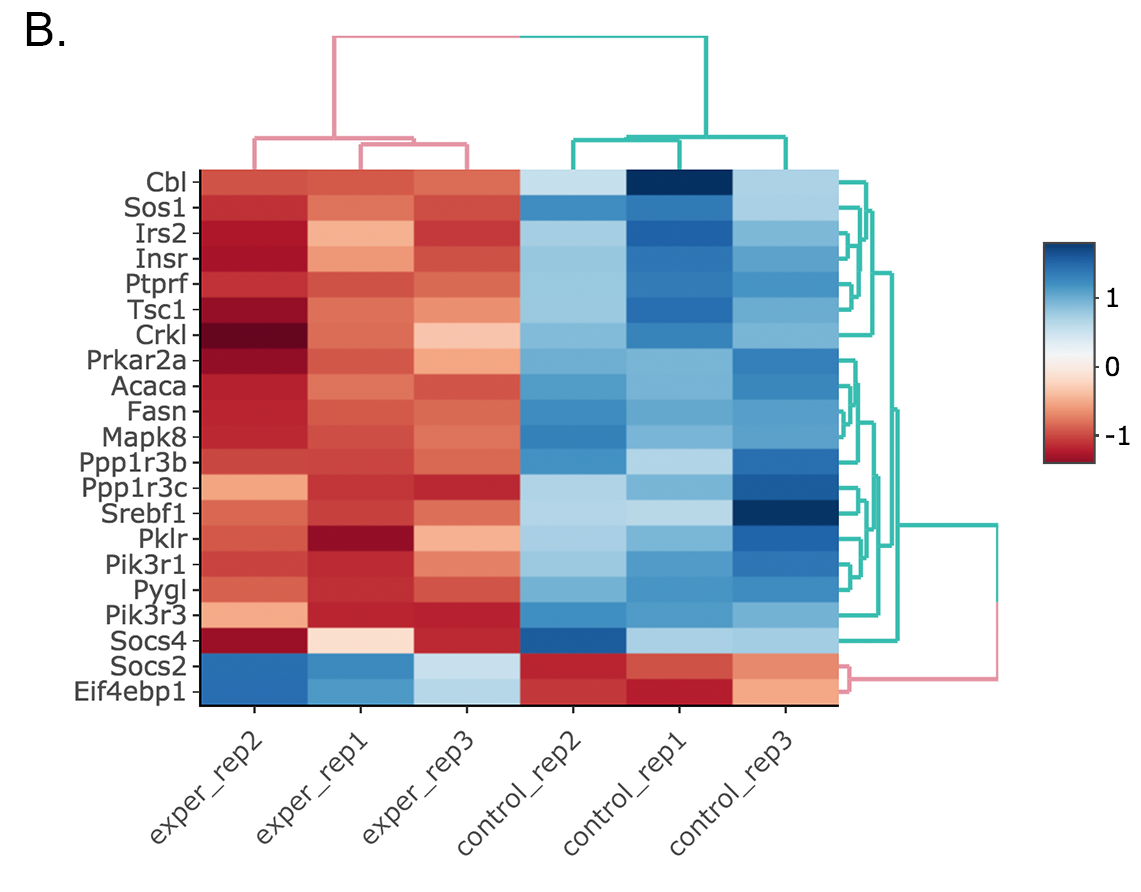 B.
Cbl
Sos1
Irs2
Insr
Ptprf
Tsc1
Crkl
Prkar2a
Acaca
Fasn
Mapk8
Ppp1r3b
Ppp1r3c
Srebf1
Pklr
Pik3r1
Pygl
Pik3r3
Socs4
Socs2
Eif4ebp1
exper_rep2
exper_rep1
exper_rep3
control_rep2
control_rep1
control_rep3
1
0
-1